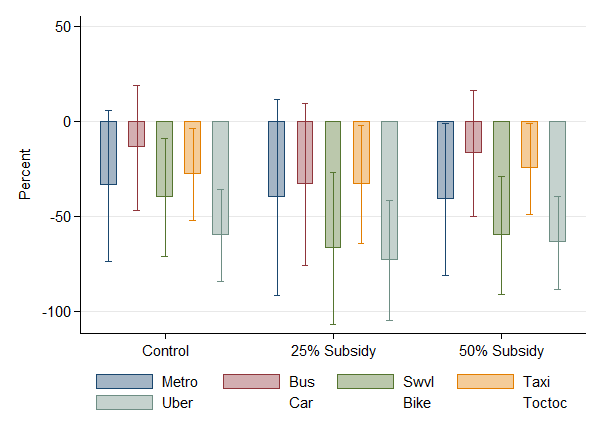 50
0
-50
-100
Percent
Control 25% Subsidy 50% Subsidy
Metro Bus Swvl Taxi
Uber Car Bike Toctoc